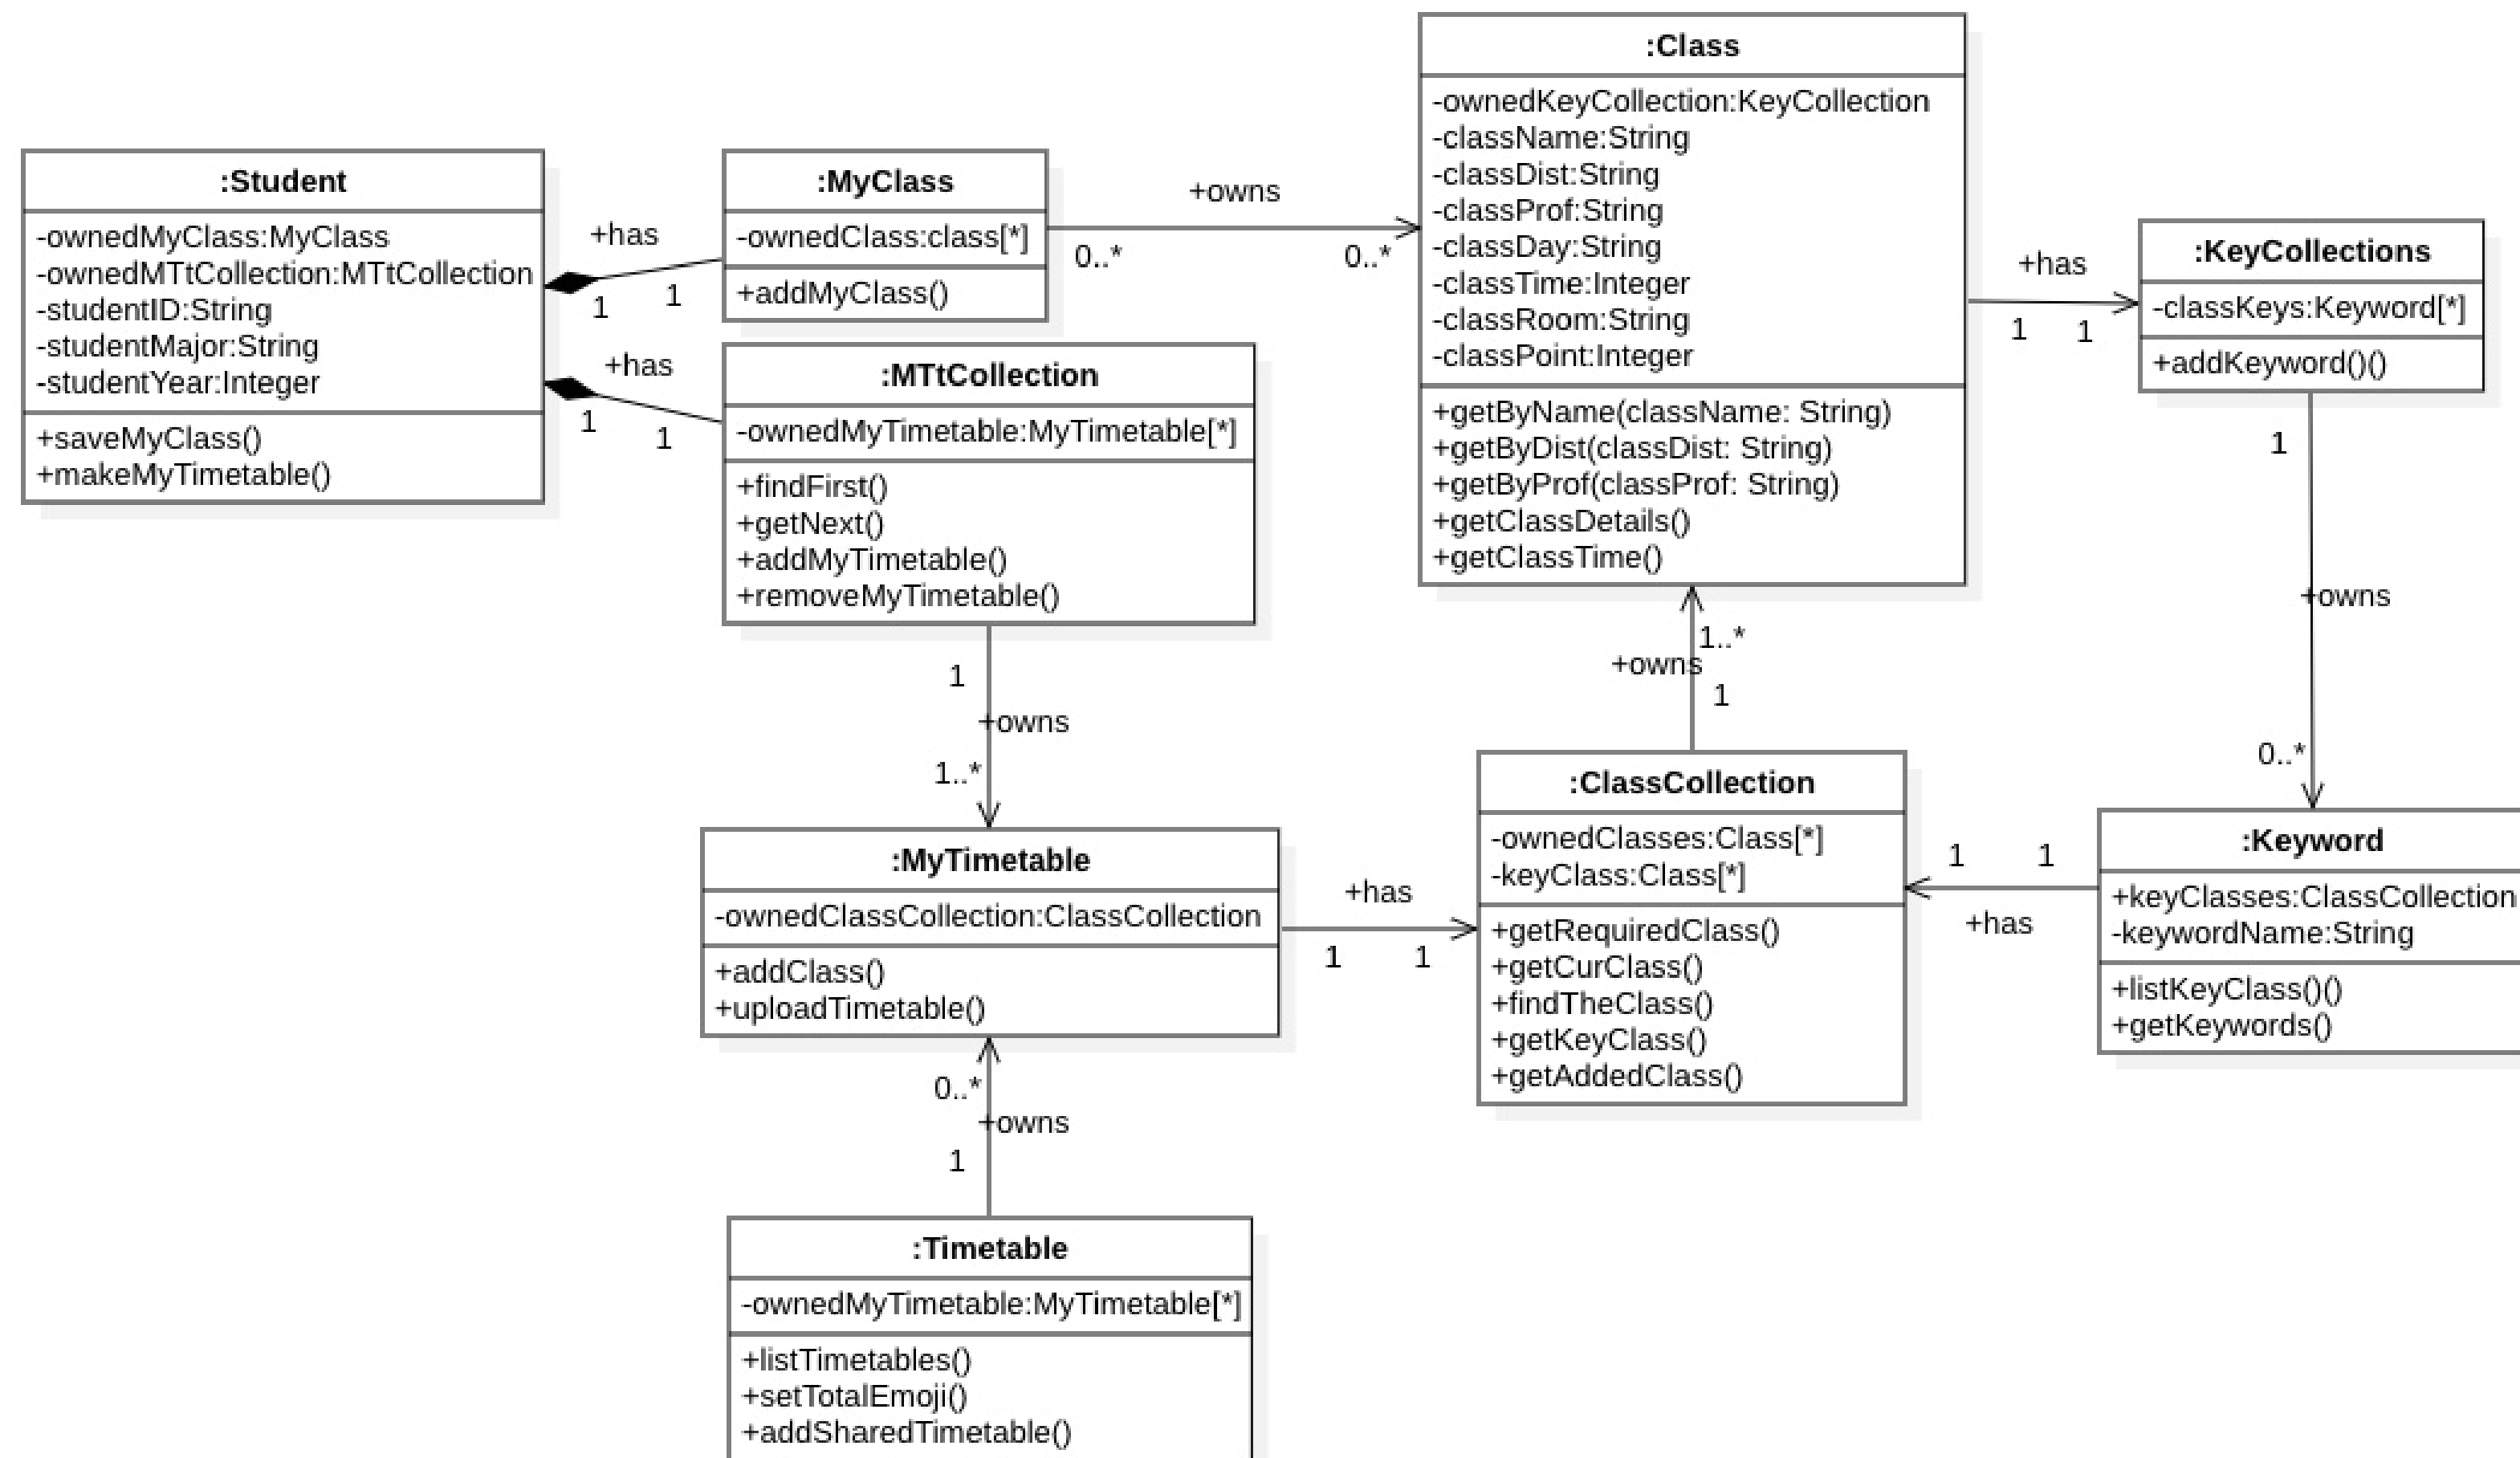 :Student
-ownedMyClass:MyClass
-ownedMTtCollection:MTtCollection
-studentID:String
-studentMajor:String
-studentYear:Integer
+saveMyClass()
+makeMyTimetable()
+has
1
1
+has
1
1
:MyClass
-ownedClass:class[*]
+addMyClass()
+owns
0..*
0..*
:MTtCollection
-ownedMyTimetable:MyTimetable[*]
+findFirst()
+getNext()
+addMyTimetable()
+removeMyTimetable()
1
+owns
1..*
:Class
-ownedKeyCollection:KeyCollection
-className:String
-classDist:String
-classProf:String
-classDay:String
-classTime:Integer
-classRoom:String
-classPoint:Integer
+getByName(className: String)
+getByDist(classDist: String)
+getByProf(classProf: String)
+getClassDetails()
+getClassTime()
+has
1
1
:KeyCollections
-classKeys:Keyword[*]
+addKeyword()()
1
+owns
0..*
1..*
+owns
1
:MyTimetable
-ownedClassCollection:ClassCollection
+addClass()
+uploadTimetable()
+has
1
1
:ClassCollection
-ownedClasses:Class[*]
-keyClass:Class[*]
+getRequiredClass()
+getCurClass()
+findTheClass()
+getKeyClass()
+getAddedClass()
1
1
+has
:Keyword
+keyClasses:ClassCollection
-keywordName:String
+listKeyClass()()
+getKeywords()
0..*
+owns
1
:Timetable
-ownedMyTimetable:MyTimetable[*]
+listTimetables()
+setTotalEmoji()
+addSharedTimetable()